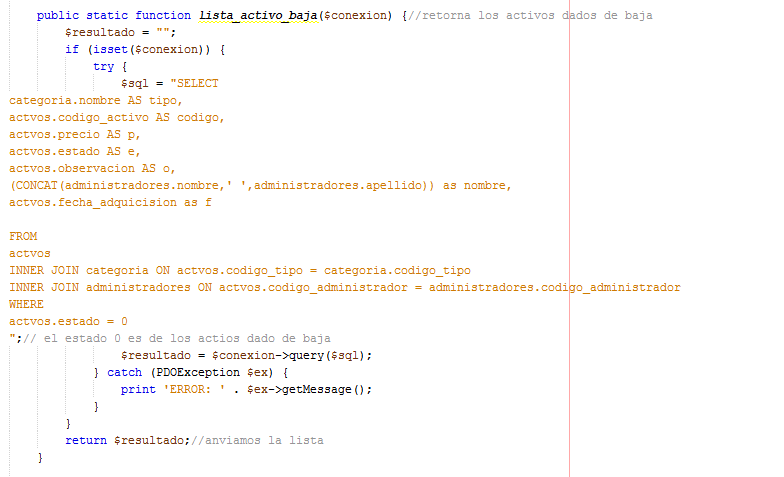 public static function lista_activo_baja($conexion) {//retorna los activos dados de baja
$resultado = "";
if (isset($conexion)) {
try {
$sql = "SELECT
categoria.nombre AS tipo,
actvos.codigo_activo AS codigo,
actvos.precio AS p,
actvos.estado AS e,
actvos.observacion AS o,
(CONCAT(administradores.nombre,' ',administradores.apellido)) as nombre,
actvos.fecha_adquicision as f
FROM
actvos
INNER JOIN categoria ON actvos.codigo_tipo = categoria.codigo_tipo
INNER JOIN administradores ON actvos.codigo_administrador = administradores.codigo_administrador
WHERE
actvos.estado = 0
";// el estado 0 es de los actios dado de baja
$resultado = $conexion->query($sql);
} catch (PDOException $ex) {
print 'ERROR: ' . $ex->getMessage();
}
}
return $resultado;//anviamos la lista
}